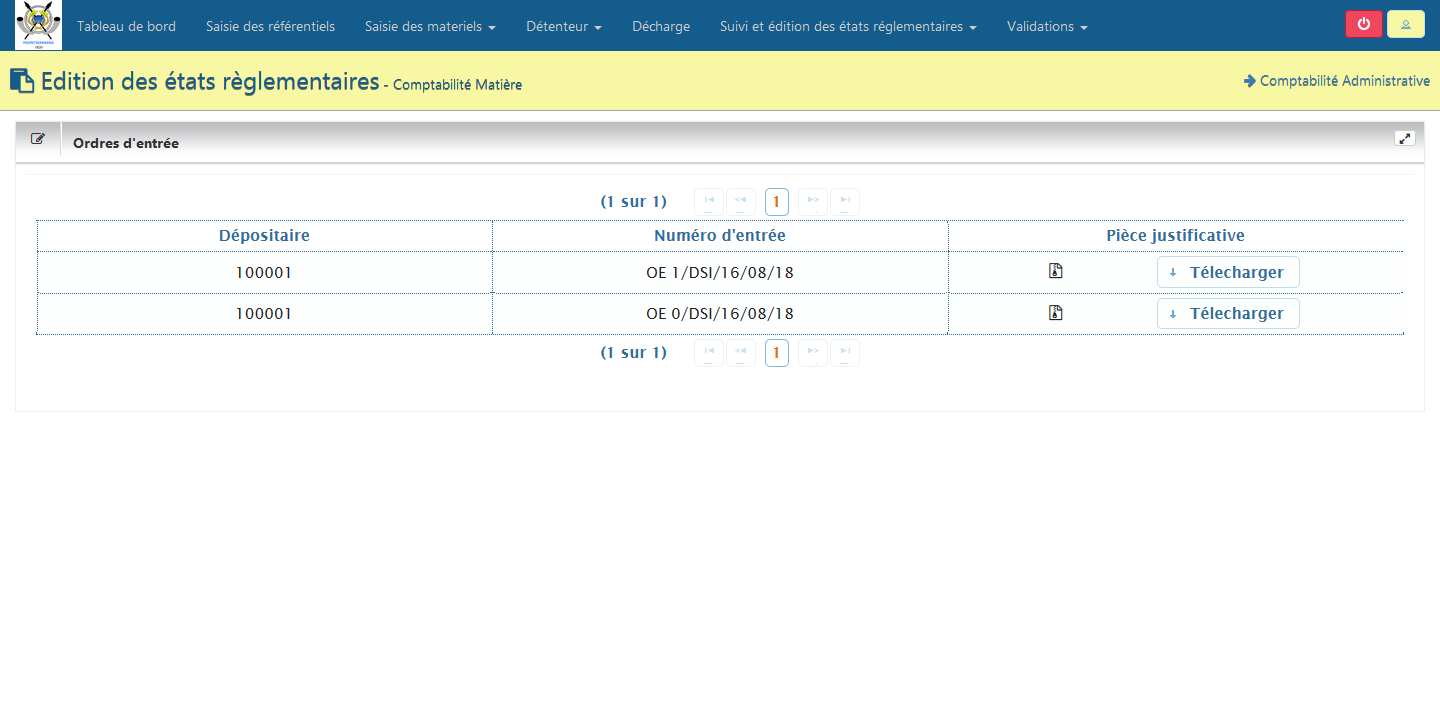 Tableau de bord Saisie des référentiels Saisie des materiels Détenteur Décharge Suivi et édition des états réglementaires Validations
Edition des états règlementaires - Comptabilité Matière
Comptabilité Administrative
Ordres d'entrée
(1 sur 1) 1
Dépositaire Numéro d'entrée Pièce justificative
100001 OE 1/DSI/16/08/18 Télecharger
100001 OE 0/DSI/16/08/18 Télecharger
(1 sur 1) 1